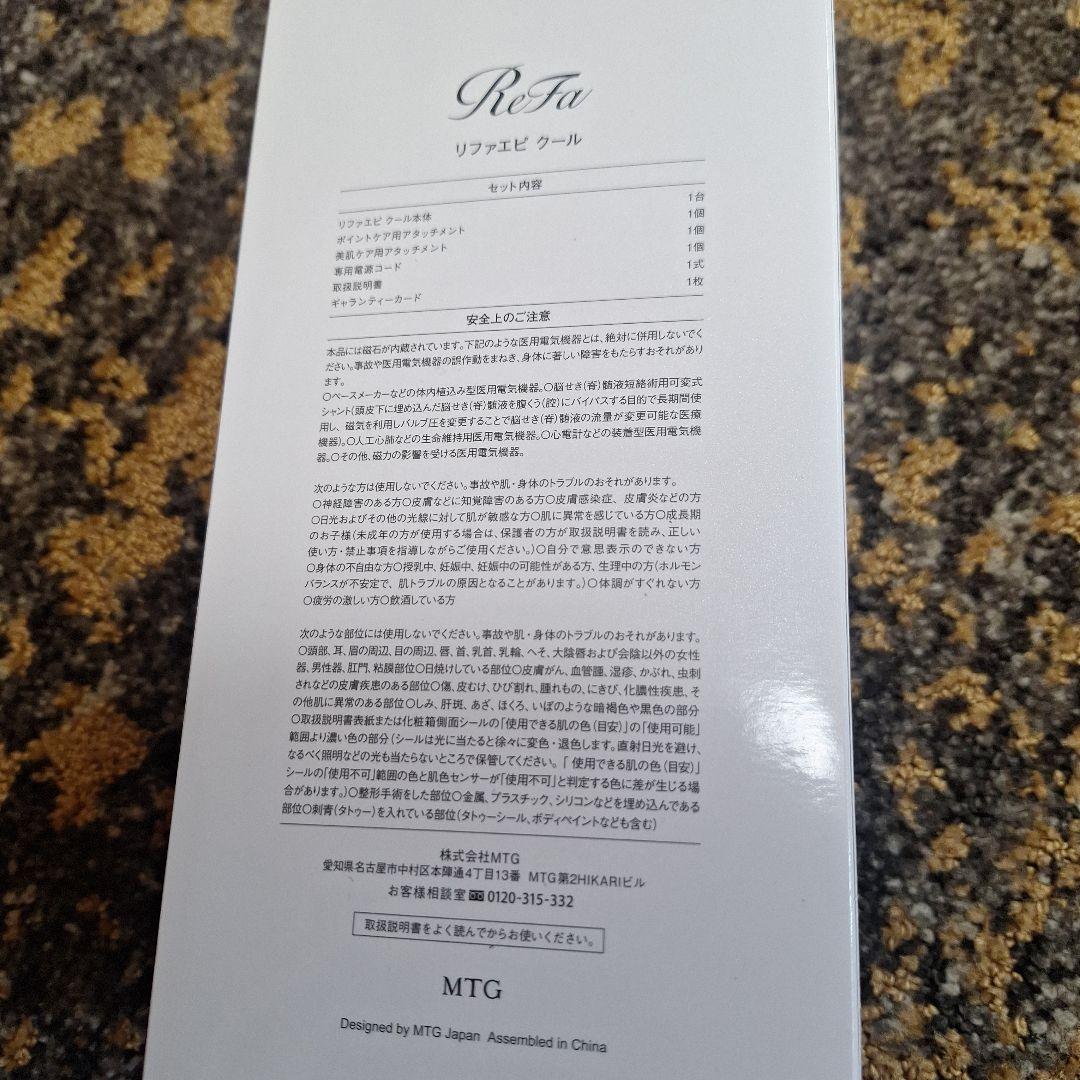 ReFa
リファエピ クール
セット内容
リファエピ クール本体 1台
ポイントケア用アタッチメント 1個
美肌ケア用アタッチメント 1個
専用電源コード 1個
取扱説明書 1式
ギャランティーカード 1枚
安全上のご注意
本品には磁石が内蔵されています。下記のような医用電気機器とは、絶対に併用しないでく
ださい。事故や医用電気機器の誤作動をまねき、身体に著しい障害をもたらすおそれがあり
ます。
○ペースメーカーなどの体内植込み型医用電気機器。○脳せき(脊)髄液短絡術用可変式
シャント(頭皮下に埋め込んだ脳せき(脊)髄液を腹くう(腔)にバイパスする目的で長期間使
用し、磁気を利用しバルブ圧を変更することで脳せき(脊)髄液の流量が変更可能な医療
機器)。○人工心肺などの生命維持用医用電気機器。○心電計などの装着型医用電気機
器。○その他、磁力の影響を受ける医用電気機器。
次のような方は使用しないでください。事故や肌・身体のトラブルのおそれがあります。
○神経障害のある方○皮膚などに知覚障害のある方○皮膚感染症、皮膚炎などの方
○日光およびその他の光線に対して肌が敏感な方○肌に異常を感じている方○成長期
のお子様(未成年の方が使用する場合は、保護者の方が取扱説明書を読み、正しい
使い方・禁止事項を指導しながらご使用ください。)○自分で意思表示のできない方
○身体の不自由な方○授乳中、妊娠中、妊娠中の可能性がある方、生理中の方(ホルモン
バランスが不安定で、肌トラブルの原因となることがあります。)○体調がすぐれない方
○疲労の激しい方○飲酒している方
次のような部位には使用しないでください。事故や肌・身体のトラブルのおそれがあります。
○頭部、耳、眉の周辺、目の周辺、唇、首、乳首、乳輪、へそ、大陰唇および会陰以外の女性
器、男性器、肛門、粘膜部位○日焼けしている部位○皮膚がん、血管腫、湿疹、かぶれ、虫刺
されなどの皮膚疾患のある部位○傷、皮むけ、ひび割れ、腫れもの、にきび、化膿性疾患、そ
の他肌に異常のある部位○しみ、肝斑、あざ、ほくろ、いぼのような暗褐色や黒色の部分
○取扱説明書表紙または化粧箱側面シールの「使用できる肌の色(目安)」の「使用可能」
範囲より濃い色の部分(シールは光に当たると徐々に変色・退色します。直射日光を避け、
なるべく照明などの光も当たらないところで保管してください。「使用できる肌の色(目安)」
シールの「使用不可」範囲の色と肌色センサーが「使用不可」と判定する色に差が生じる場
合があります。)○整形手術をした部位○金属、プラスチック、シリコンなどを埋め込んである
部位○刺青(タトゥー)を入れている部位(タトゥーシール、ボディペイントなども含む)
株式会社MTG
愛知県名古屋市中村区本陣通4丁目13番 MTG第2HIKARIビル
お客様相談室 0120-315-332
取扱説明書をよく読んでからお使いください。
MTG
Designed by MTG Japan Assembled in China